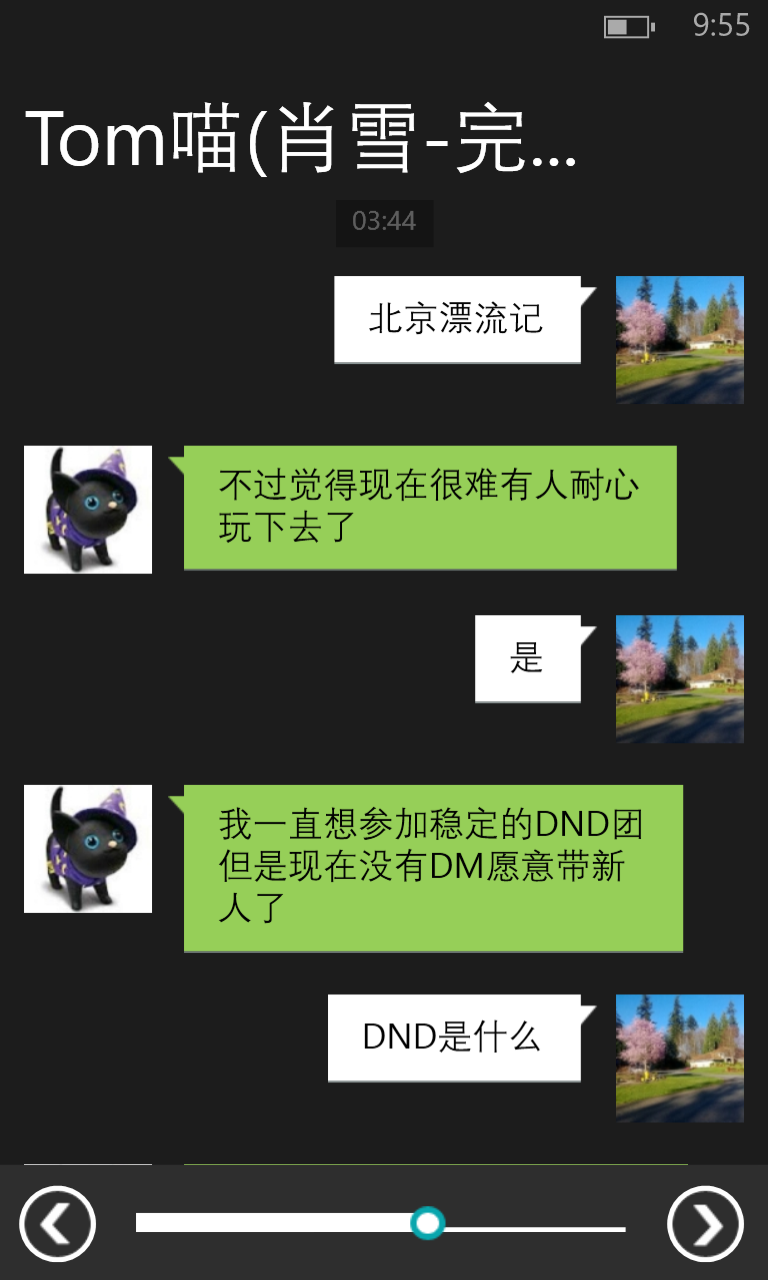 9:55
Tom喵(肖雪-完...
03:44
北京漂流记
不过觉得现在很难有人耐心
玩下去了
是
我一直想参加稳定的DND团
但是现在没有DM愿意带新
人了
DND是什么